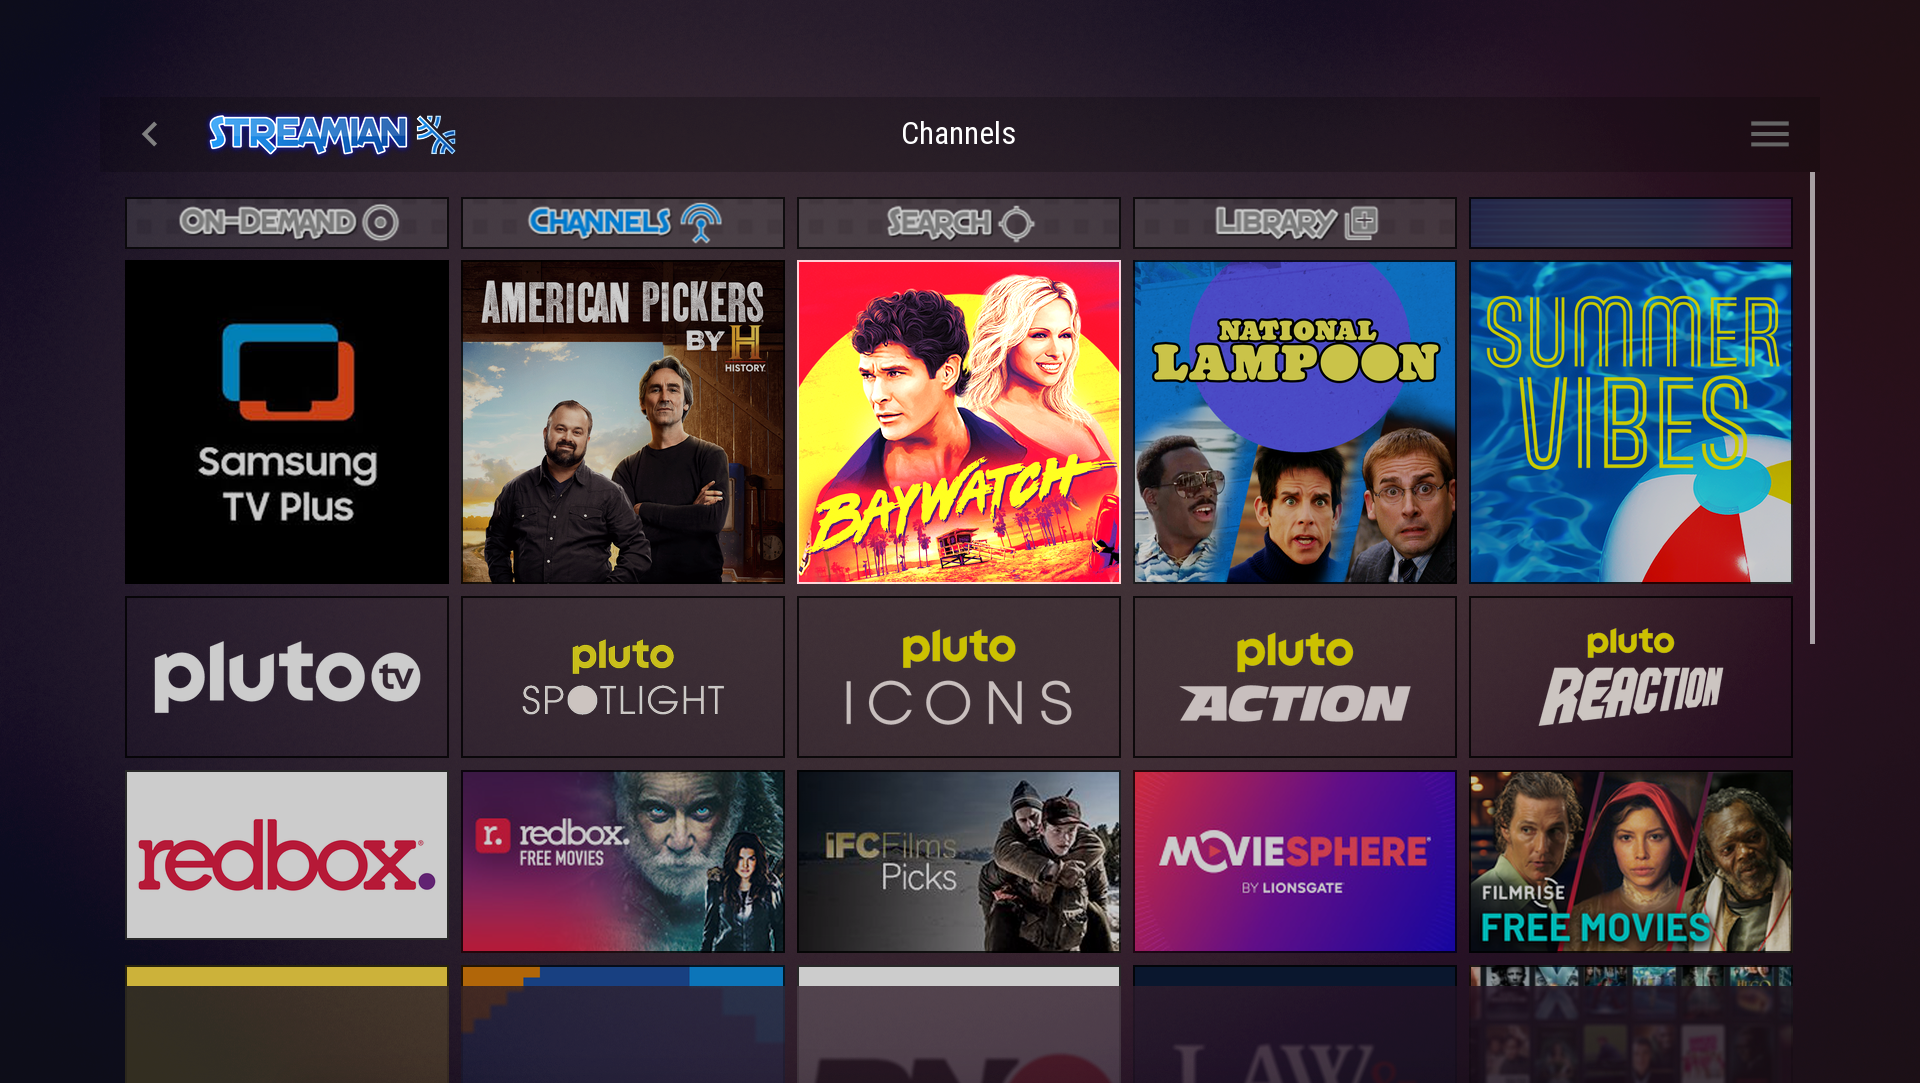 STREAMIAN
Channels
ON-DEMAND
CHANNELS
SEARCH
LIBRARY
Samsung
TV Plus
AMERICAN PICKERS
BY H
HISTORY
BAYWATCH
NATIONAL
LAMPOON
SUMMER
VIBES
pluto tv
pluto
SPOTLIGHT
pluto
ICONS
pluto
ACTION
pluto
REACTION
redbox.
r. redbox.
FREE MOVIES
IFC Films
Picks
MOVIESPHERE
BY LIONSGATE
FILMRISE
FREE MOVIES
LAW